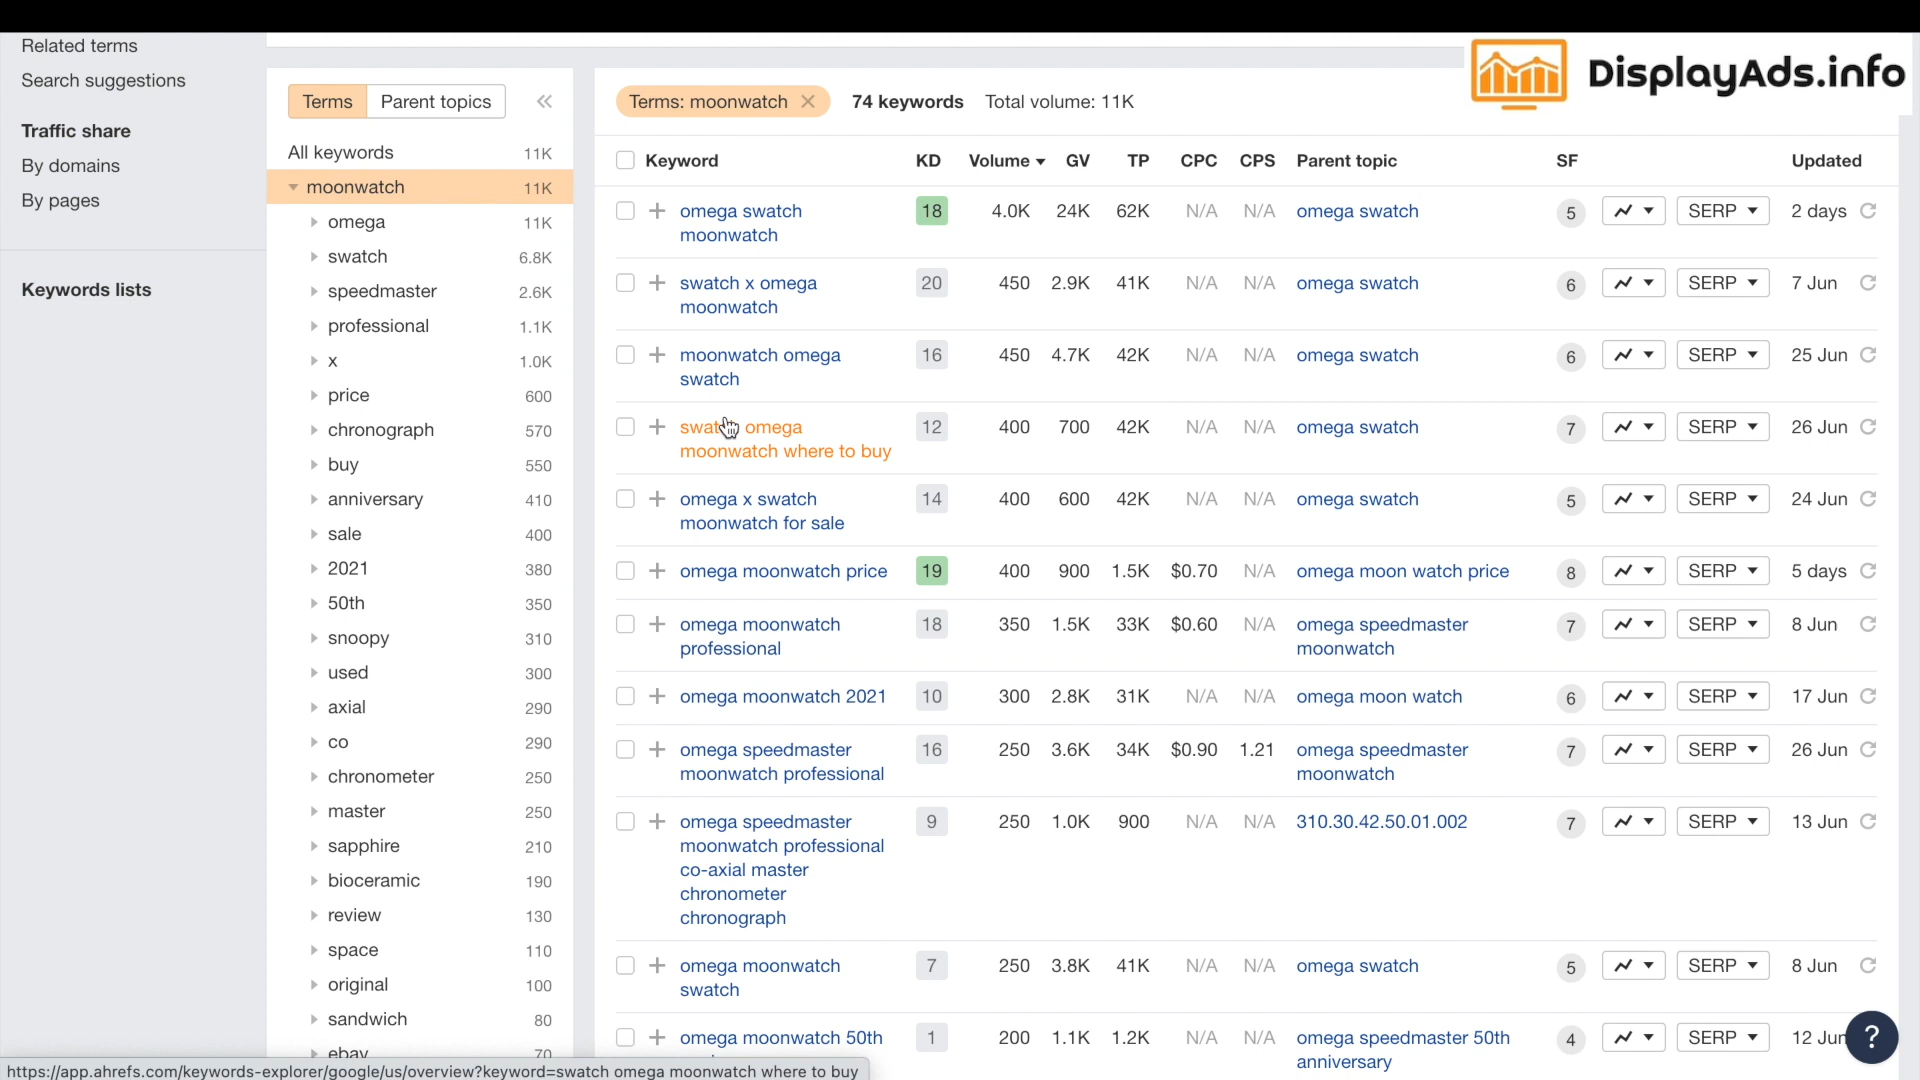 Related terms
Search suggestions
Traffic share
By domains
By pages
Keywords lists
Terms Parent topics
All keywords 11K
moonwatch 11K
omega 11K
swatch 6.8K
speedmaster 2.6K
professional 1.1K
x 1.0K
price 600
chronograph 570
buy 550
anniversary 410
sale 400
2021 380
50th 350
snoopy 310
used 300
axial 290
co 290
chronometer 250
master 250
sapphire 210
bioceramic 190
review 130
space 110
original 100
sandwich 80
ebay 70
DisplayAds.info
Terms: moonwatch 74 keywords Total volume: 11K
Keyword KD Volume GV TP CPC CPS Parent topic SF Updated
omega swatch 18 4.0K 24K 62K N/A N/A omega swatch 5 SERP 2 days
moonwatch
swatch x omega 20 450 2.9K 41K N/A N/A omega swatch 6 SERP 7 Jun
moonwatch
moonwatch omega 16 450 4.7K 42K N/A N/A omega swatch 6 SERP 25 Jun
swatch
omega 12 400 700 42K N/A N/A omega swatch 7 SERP 26 Jun
moonwatch where to buy
omega x swatch 14 400 600 42K N/A N/A omega swatch 5 SERP 24 Jun
moonwatch for sale
omega moonwatch price 19 400 900 1.5K $0.70 N/A omega moon watch price 8 SERP 5 days
omega moonwatch 18 350 1.5K 33K $0.60 N/A omega speedmaster 7 SERP 8 Jun
professional moonwatch
omega moonwatch 2021 10 300 2.8K 31K N/A N/A omega moon watch 6 SERP 17 Jun
omega speedmaster 16 250 3.6K 34K $0.90 1.21 omega speedmaster 7 SERP 26 Jun
moonwatch professional moonwatch
omega speedmaster 9 250 1.0K 900 N/A N/A 310.30.42.50.01.002 7 SERP 13 Jun
moonwatch professional
co-axial master
chronometer
chronograph
omega moonwatch 7 250 3.8K 41K N/A N/A omega swatch 5 SERP 8 Jun
swatch
omega moonwatch 50th 1 200 1.1K 1.2K N/A N/A omega speedmaster 50th 4 SERP 12 Jun
anniversary
?
https://app.ahrefs.com/keywords-explorer/google/us/overview?keyword=swatch omega moonwatch where to buy